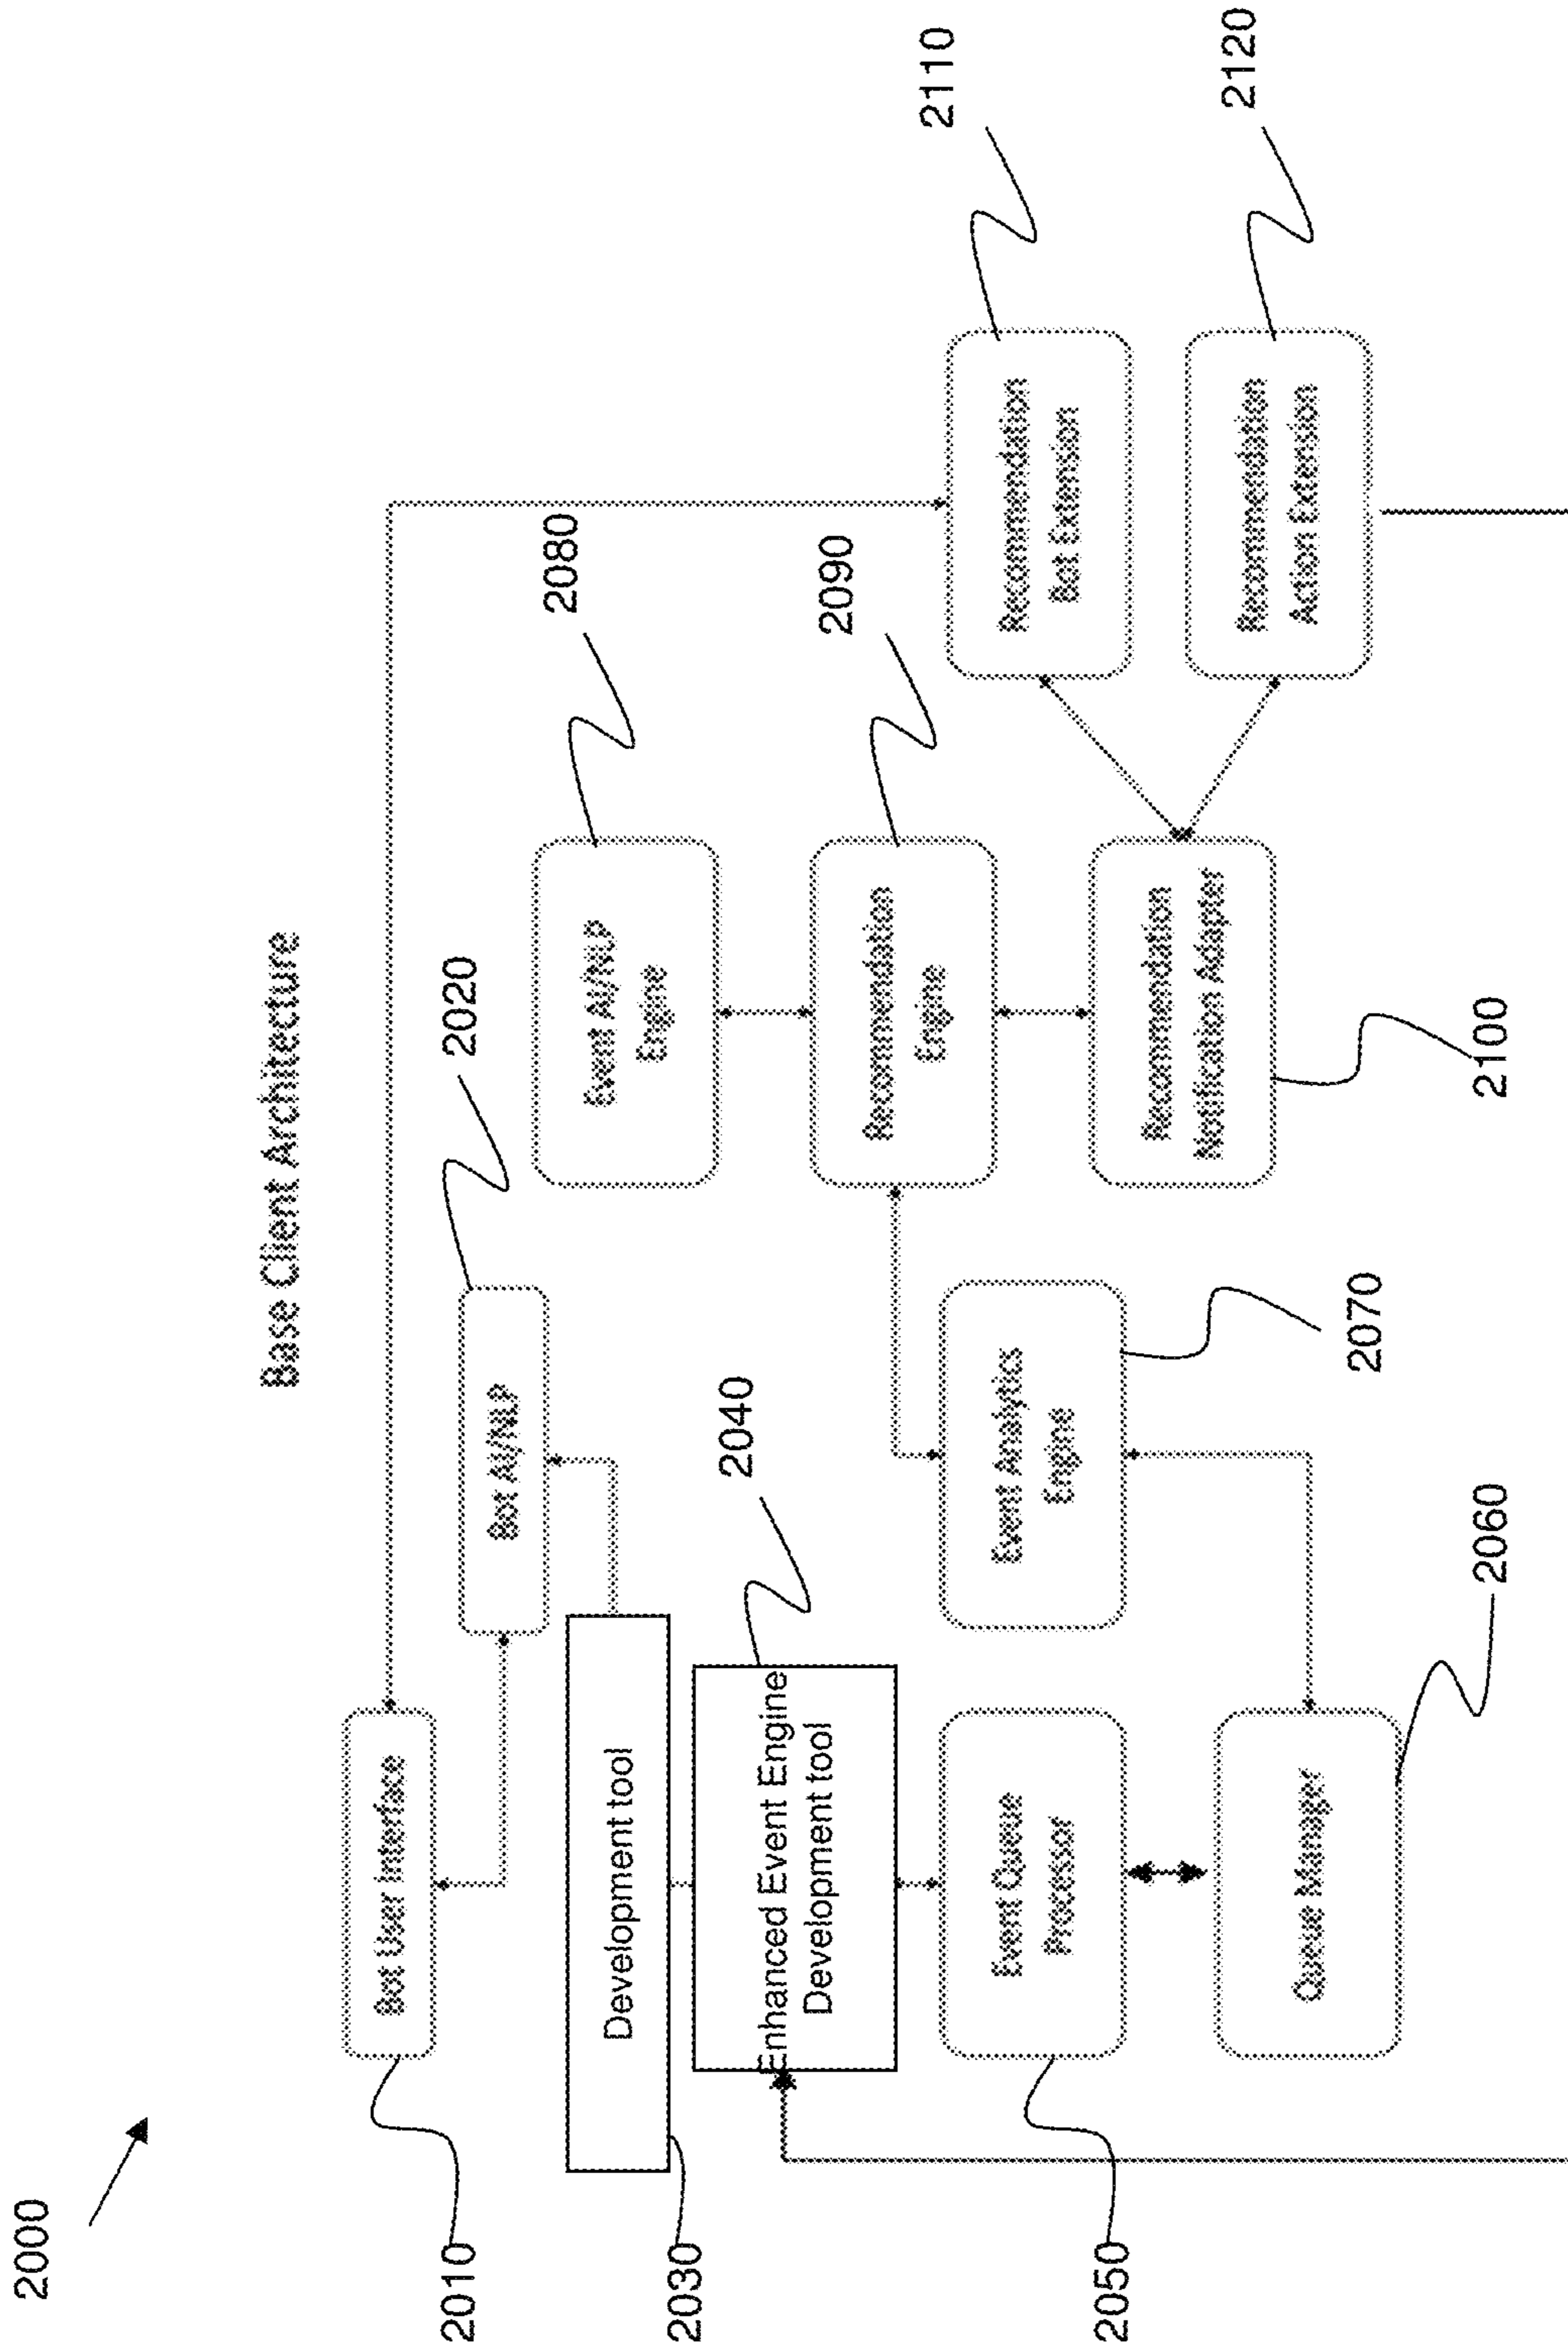 2000
Base Client Architecture
2010
Bot User Interface
2020
Bot AI/NLP
2030
Development tool
2040
Enhanced Event Engine
Development tool
2050
Event Queue
Processor
2060
Queue Manager
2070
Event Analytics
Engine
2080
Event AI/NLP
Engine
2090
Recommendation
Engine
2100
Recommendation
Notification Adapter
2110
Recommendation
Bot Extension
2120
Recommendation
Action Extension